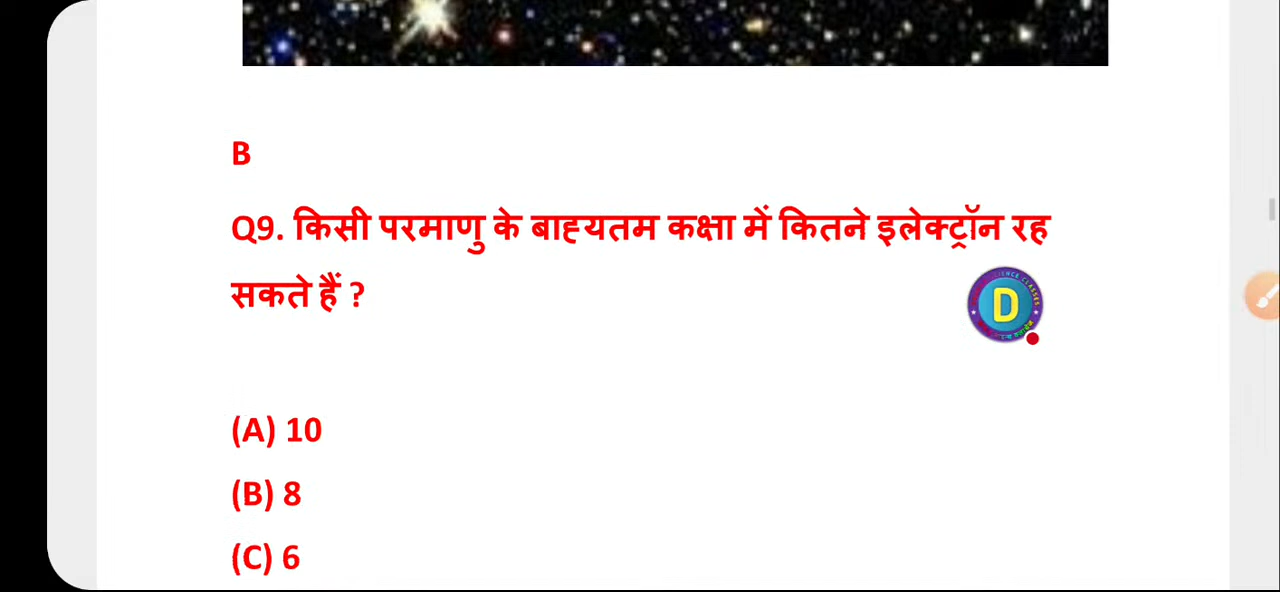 B
Q9. किसी परमाणु के बाह्यतम कक्षा में कितने इलेक्ट्रॉन रह
सकते हैं ?
D
(A) 10
(B) 8
(C) 6